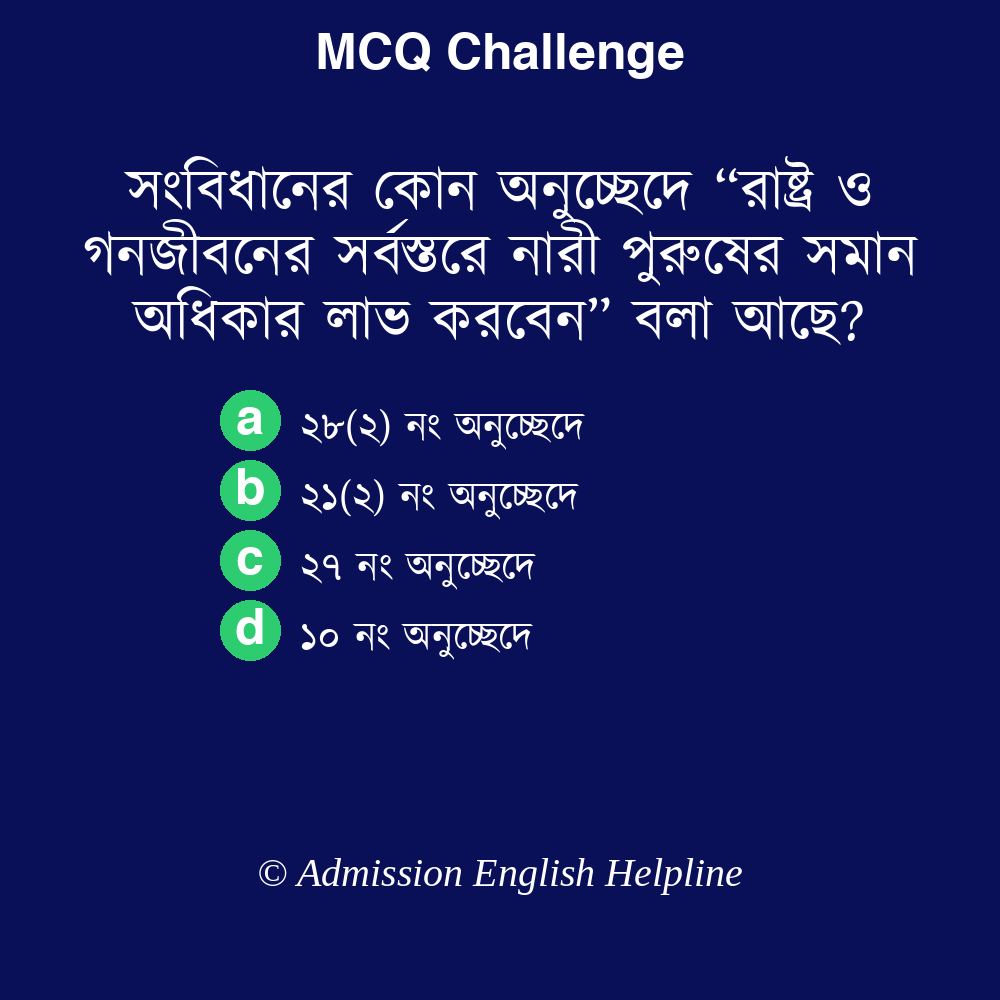 MCQ Challenge
সংবিধানের কোন অনুচ্ছেদে “রাষ্ট্র ও
গনজীবনের সর্বস্তরে নারী পুরুষের সমান
অধিকার লাভ করবেন” বলা আছে?
a ২৮(২) নং অনুচ্ছেদে
b ২১(২) নং অনুচ্ছেদে
c ২৭ নং অনুচ্ছেদে
d ১০ নং অনুচ্ছেদে
© Admission English Helpline